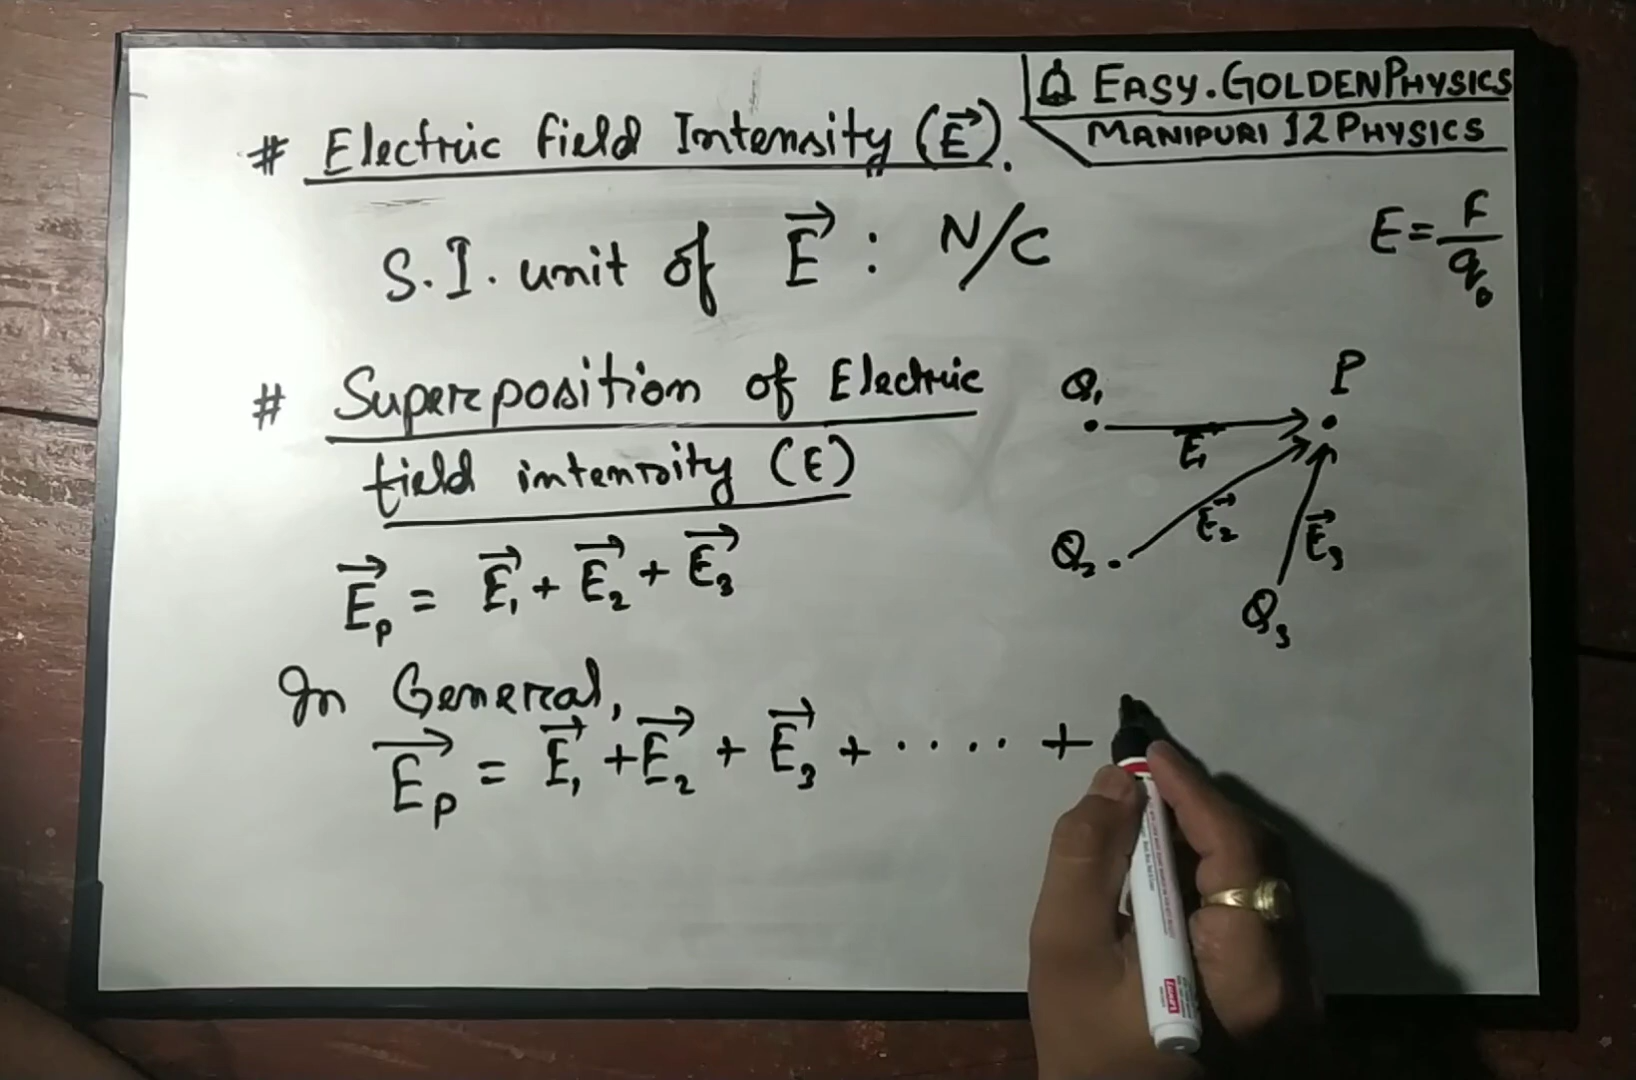 EASY.GOLDENPHYSICS
MANIPURI 12 PHYSICS
# Electric field Intensity (E⃗).
S.I. unit of E⃗ : N/C
E = F/q₀
# Superposition of Electric
field intensity (E)
Q₁ P
E⃗₁
E⃗₂
Q₂ E⃗₃
Q₃
E⃗p = E⃗₁ + E⃗₂ + E⃗₃
In General,
E⃗p = E⃗₁ + E⃗₂ + E⃗₃ + ..... +